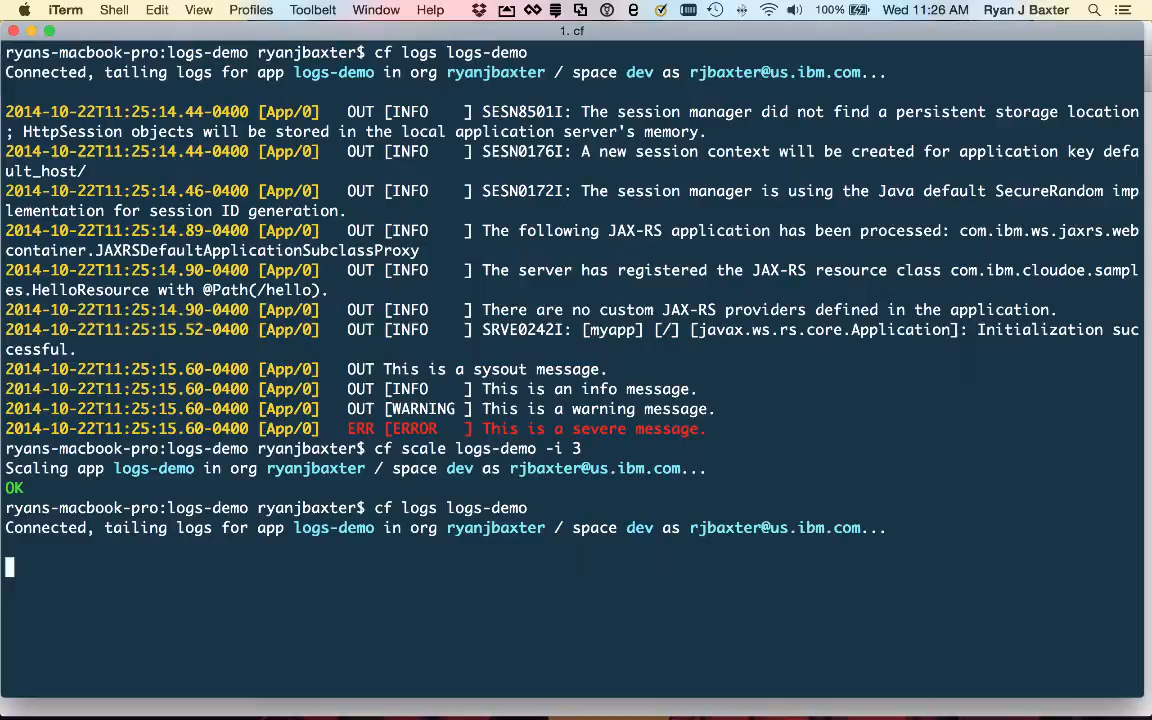 iTerm Shell Edit View Profiles Toolbelt Window Help 100% Wed 11:26 AM Ryan J Baxter
1. cf
ryans-macbook-pro:logs-demo ryanjbaxter$ cf logs logs-demo
Connected, tailing logs for app logs-demo in org ryanjbaxter / space dev as rjbaxter@us.ibm.com...
2014-10-22T11:25:14.44-0400 [App/0]   OUT [INFO    ] SESN8501I: The session manager did not find a persistent storage location
; HttpSession objects will be stored in the local application server's memory.
2014-10-22T11:25:14.44-0400 [App/0]   OUT [INFO    ] SESN0176I: A new session context will be created for application key defa
ult_host/
2014-10-22T11:25:14.46-0400 [App/0]   OUT [INFO    ] SESN0172I: The session manager is using the Java default SecureRandom imp
lementation for session ID generation.
2014-10-22T11:25:14.89-0400 [App/0]   OUT [INFO    ] The following JAX-RS application has been processed: com.ibm.ws.jaxrs.web
container.JAXRSDefaultApplicationSubclassProxy
2014-10-22T11:25:14.90-0400 [App/0]   OUT [INFO    ] The server has registered the JAX-RS resource class com.ibm.cloudoe.sampl
es.HelloResource with @Path(/hello).
2014-10-22T11:25:14.90-0400 [App/0]   OUT [INFO    ] There are no custom JAX-RS providers defined in the application.
2014-10-22T11:25:15.52-0400 [App/0]   OUT [INFO    ] SRVE0242I: [myapp] [/] [javax.ws.rs.core.Application]: Initialization suc
cessful.
2014-10-22T11:25:15.60-0400 [App/0]   OUT This is a sysout message.
2014-10-22T11:25:15.60-0400 [App/0]   OUT [INFO    ] This is an info message.
2014-10-22T11:25:15.60-0400 [App/0]   OUT [WARNING ] This is a warning message.
2014-10-22T11:25:15.60-0400 [App/0]   ERR [ERROR   ] This is a severe message.
ryans-macbook-pro:logs-demo ryanjbaxter$ cf scale logs-demo -i 3
Scaling app logs-demo in org ryanjbaxter / space dev as rjbaxter@us.ibm.com...
OK
ryans-macbook-pro:logs-demo ryanjbaxter$ cf logs logs-demo
Connected, tailing logs for app logs-demo in org ryanjbaxter / space dev as rjbaxter@us.ibm.com...